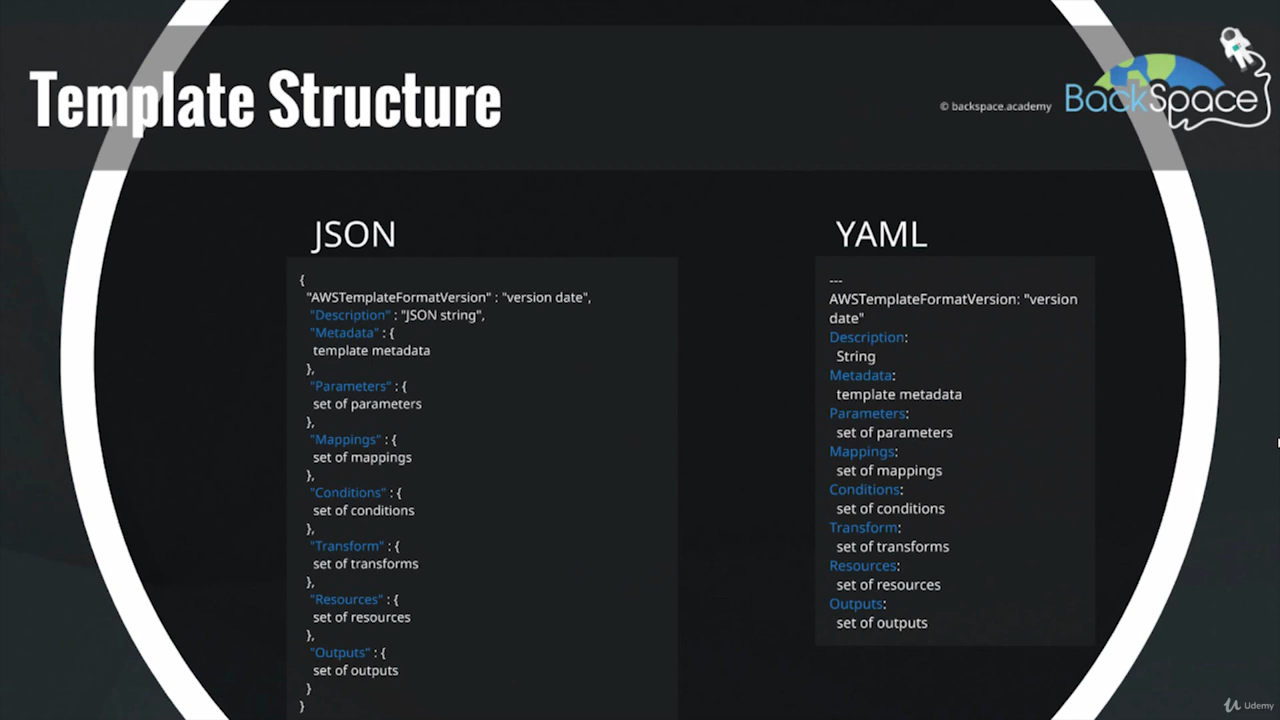 Template Structure
© backspace.academy
BackSpace
JSON
{
"AWSTemplateFormatVersion" : "version date",
"Description" : "JSON string",
"Metadata" : {
template metadata
},
"Parameters" : {
set of parameters
},
"Mappings" : {
set of mappings
},
"Conditions" : {
set of conditions
},
"Transform" : {
set of transforms
},
"Resources" : {
set of resources
},
"Outputs" : {
set of outputs
}
}
YAML
---
AWSTemplateFormatVersion: "version
date"
Description:
String
Metadata:
template metadata
Parameters:
set of parameters
Mappings:
set of mappings
Conditions:
set of conditions
Transform:
set of transforms
Resources:
set of resources
Outputs:
set of outputs
Udemy